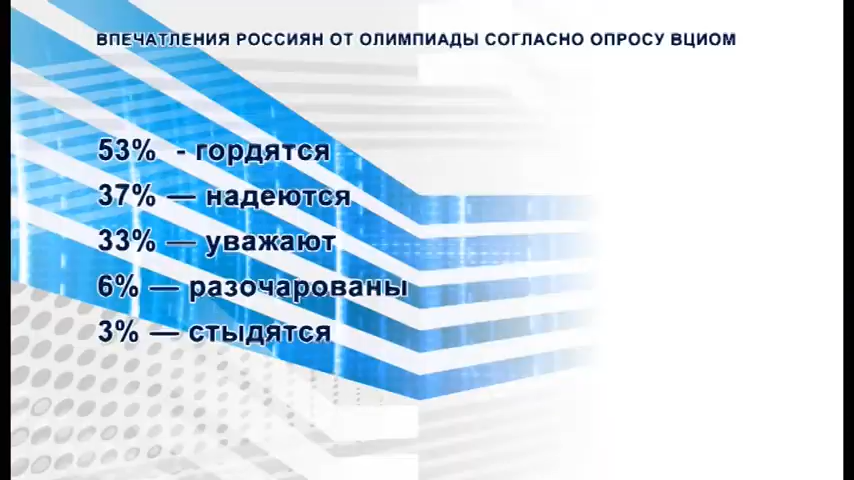 ВПЕЧАТЛЕНИЯ РОССИЯН ОТ ОЛИМПИАДЫ СОГЛАСНО ОПРОСУ ВЦИОМ
53% - гордятся
37% — надеются
33% — уважают
6% — разочарованы
3% — стыдятся